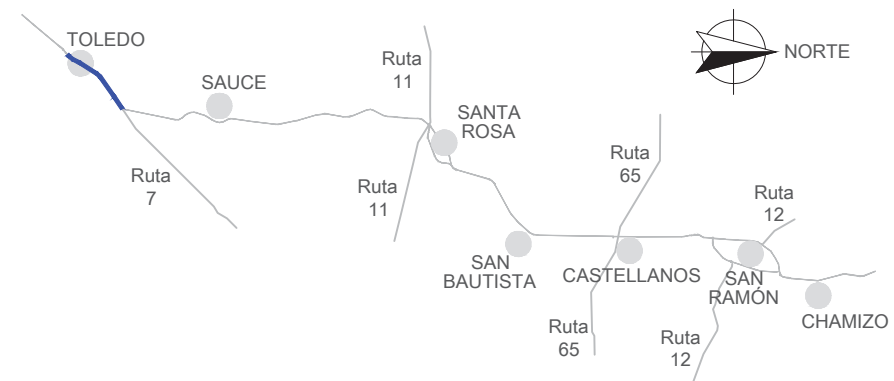 TOLEDO
SAUCE
Ruta
7
Ruta
11
Ruta
11
SANTA
ROSA
NORTE
SAN
BAUTISTA
Ruta
65
Ruta
65
CASTELLANOS
Ruta
12
SAN
RAMÓN
Ruta
12
CHAMIZO